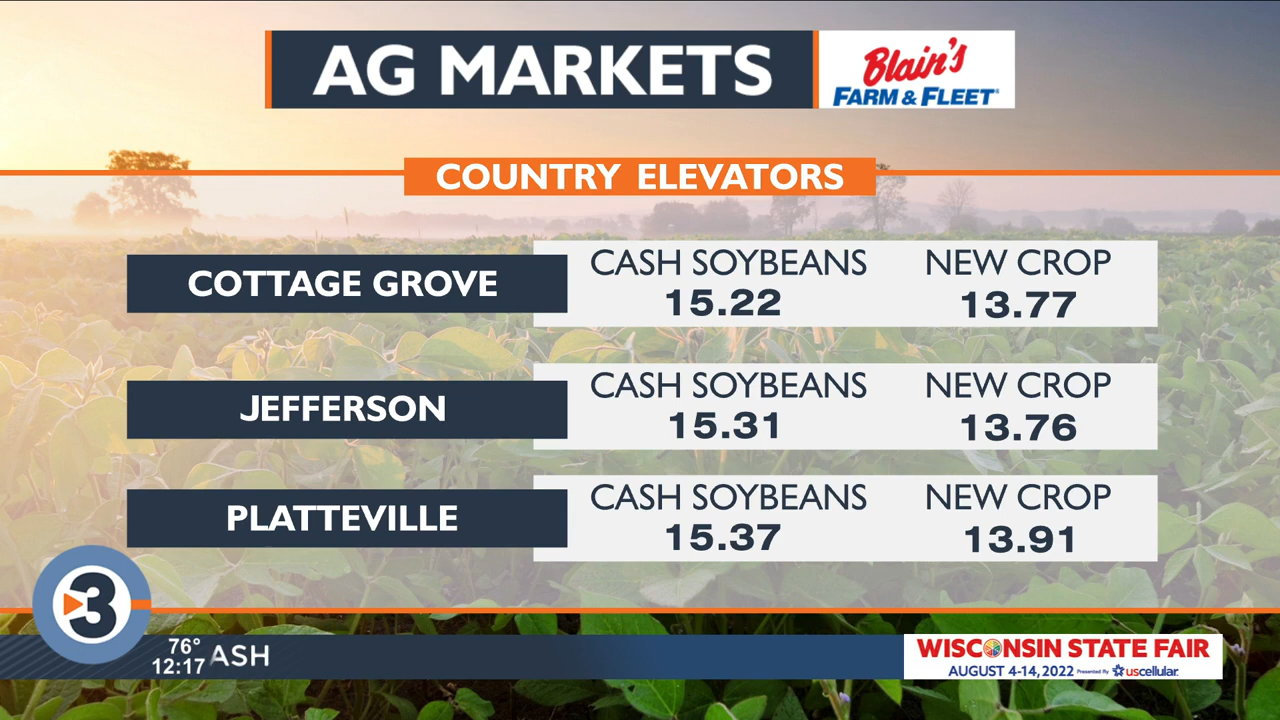 AG MARKETS
Blain's
FARM & FLEET
COUNTRY ELEVATORS
COTTAGE GROVE
CASH SOYBEANS
NEW CROP
15.22
13.77
JEFFERSON
CASH SOYBEANS
NEW CROP
15.31
13.76
PLATTEVILLE
CASH SOYBEANS
NEW CROP
15.37
13.91
3
76°
12:17
ASH
WISCONSIN STATE FAIR
AUGUST 4-14, 2022 Presented By uscellular